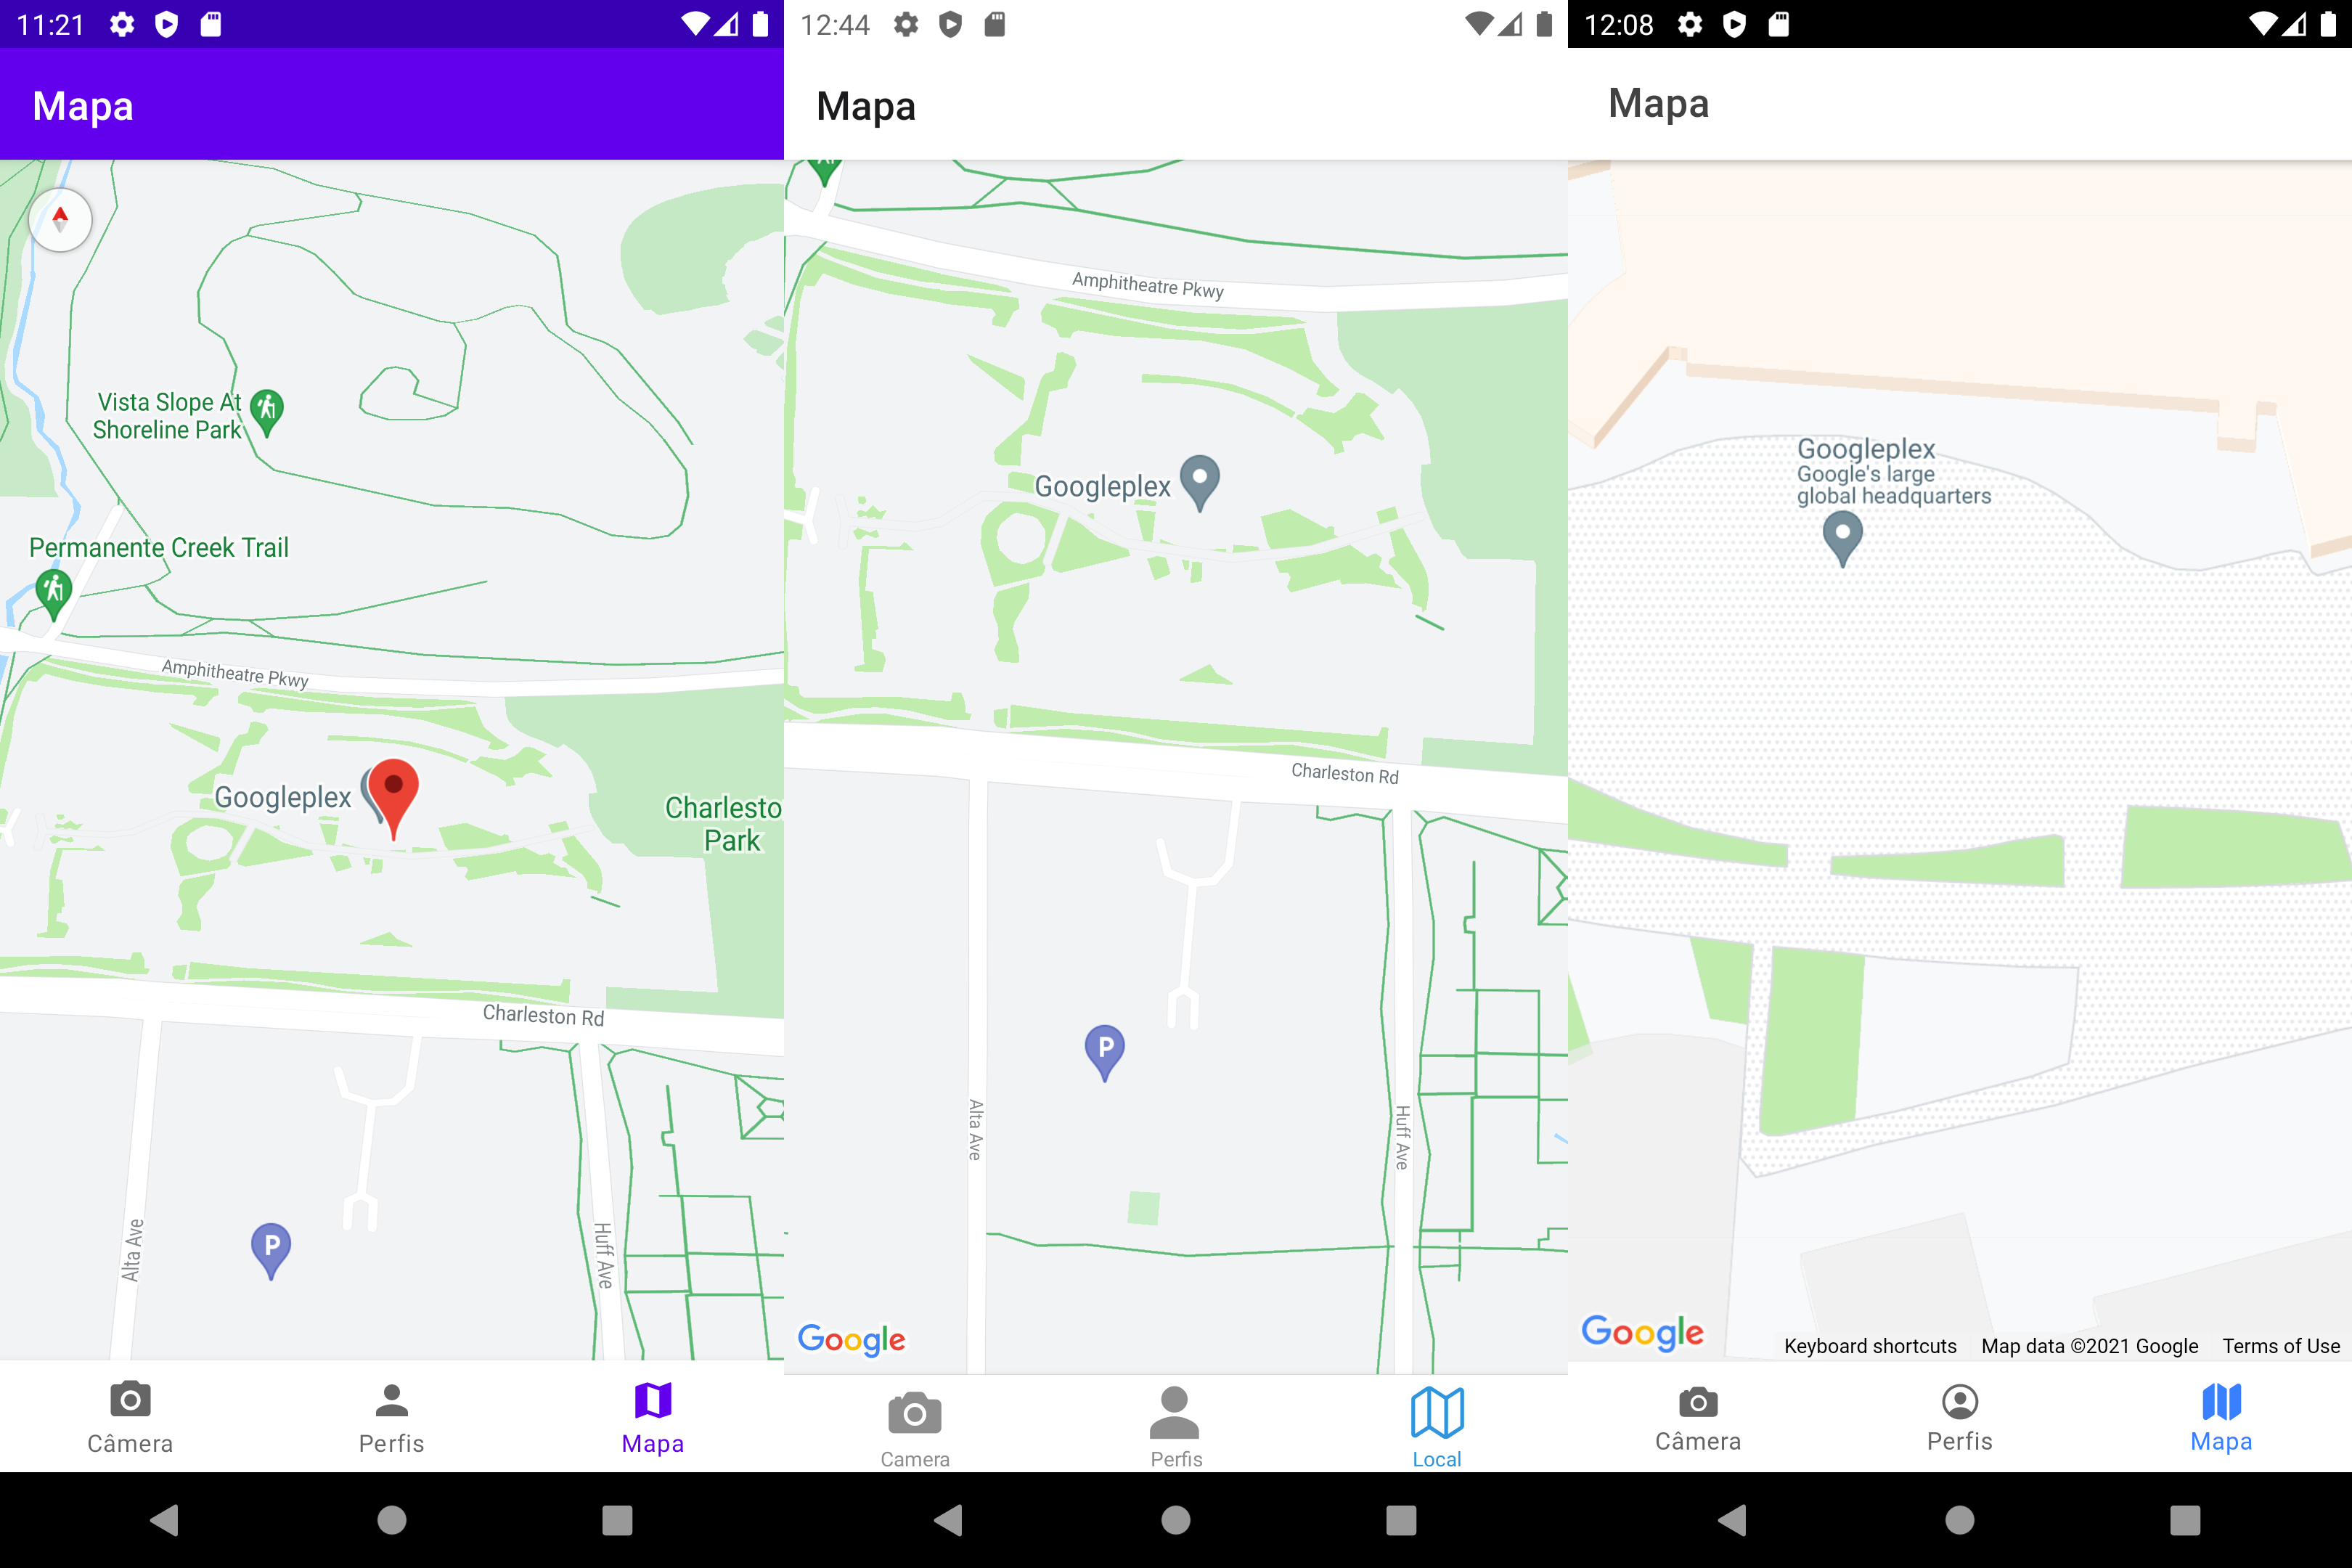 11:21
Mapa
Vista Slope At
Shoreline Park
Permanente Creek Trail
Amphitheatre Pkwy
Googleplex
Charlesto
Park
Charleston Rd
Alta Ave
Huff Ave
P
Câmera
Perfis
Mapa
12:44
Mapa
Amphitheatre Pkwy
Googleplex
Charleston Rd
P
Alta Ave
Huff Ave
Google
Camera
Perfis
Local
12:08
Mapa
Googleplex
Google's large
global headquarters
Google
Keyboard shortcuts Map data ©2021 Google Terms of Use
Câmera
Perfis
Mapa